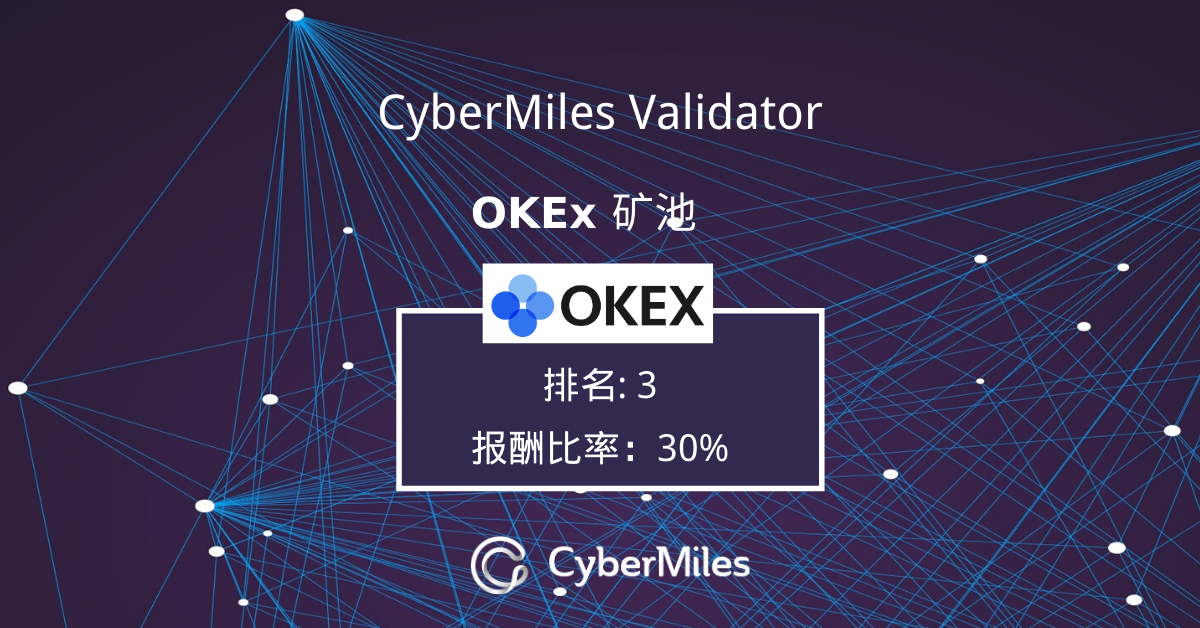 CyberMiles Validator
OKEx 矿池
OKEX
排名: 3
报酬比率：30%
CyberMiles